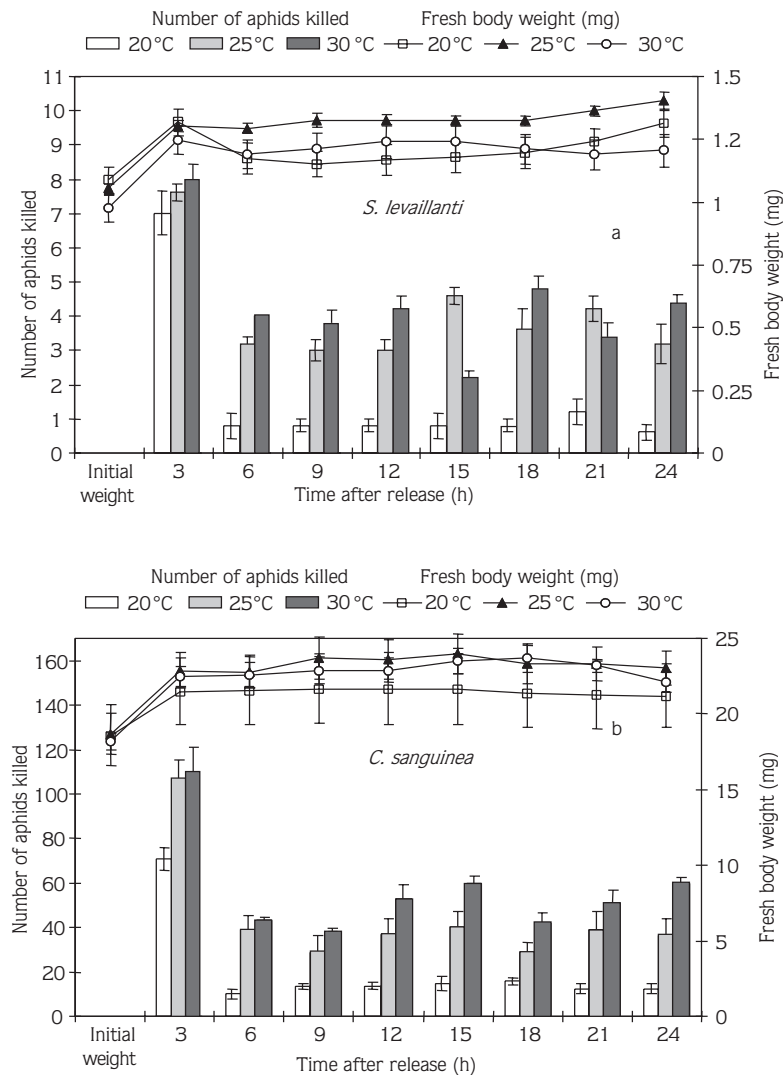 Number of aphids killed Fresh body weight (mg)
20°C 25°C 30°C 20°C 25°C 30°C
11
10
9
8
7
6
5
4
3
2
1
0
Number of aphids killed
1.5
1.2
1
0.75
0.5
0.25
0
Fresh body weight (mg)
S. levaillanti
a
Initial weight 3 6 9 12 15 18 21 24
Time after release (h)
Number of aphids killed Fresh body weight (mg)
20°C 25°C 30°C 20°C 25°C 30°C
160
140
120
100
80
60
40
20
0
Number of aphids killed
25
20
15
10
5
0
Fresh body weight (mg)
b
C. sanguinea
Initial weight 3 6 9 12 15 18 21 24
Time after release (h)